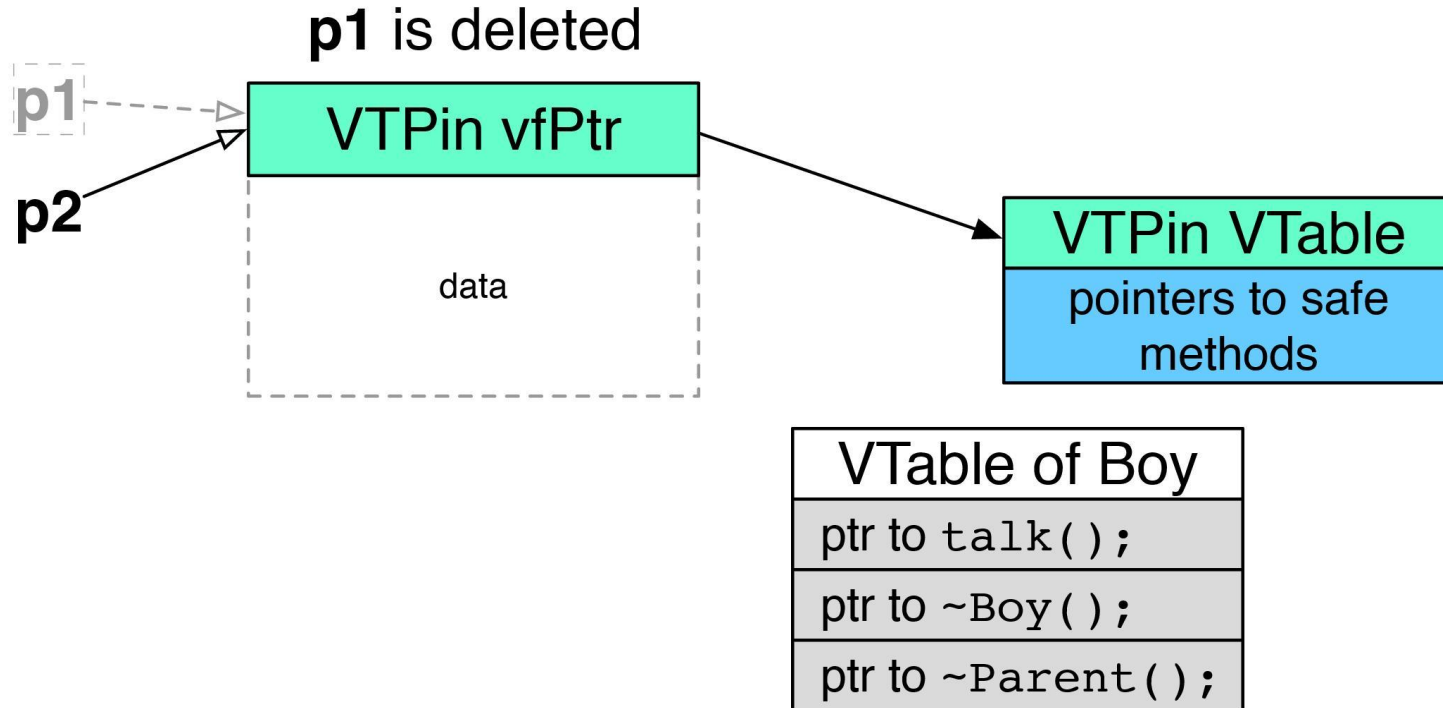 p1 is deleted
p1
VTPin vfPtr
p2
data
VTPin VTable
pointers to safe
methods
VTable of Boy
ptr to talk();
ptr to ~Boy();
ptr to ~Parent();